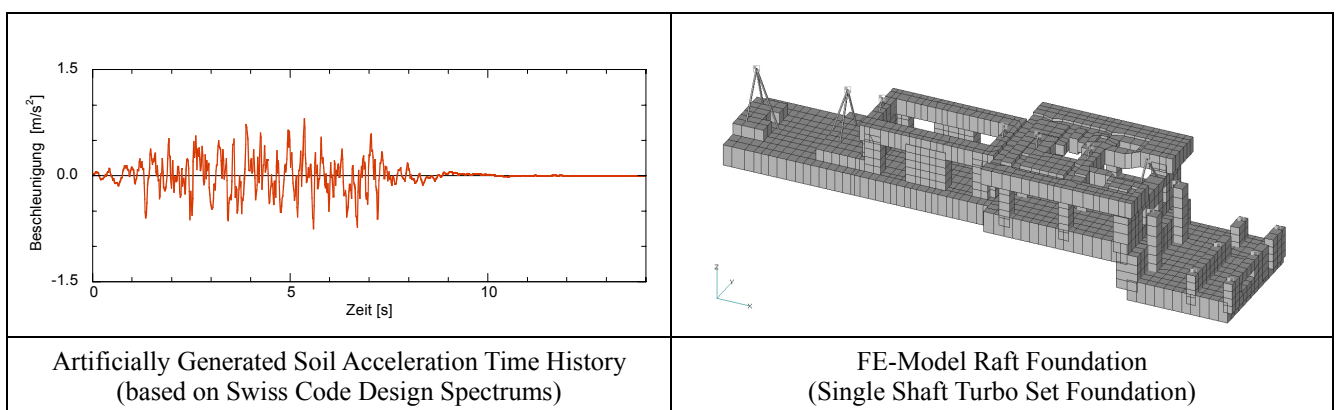 1.5
0.0
-1.5
Beschleunigung [m/s²]
0
5
10
Zeit [s]
z
y
x
Artificially Generated Soil Acceleration Time History
(based on Swiss Code Design Spectrums)
FE-Model Raft Foundation
(Single Shaft Turbo Set Foundation)